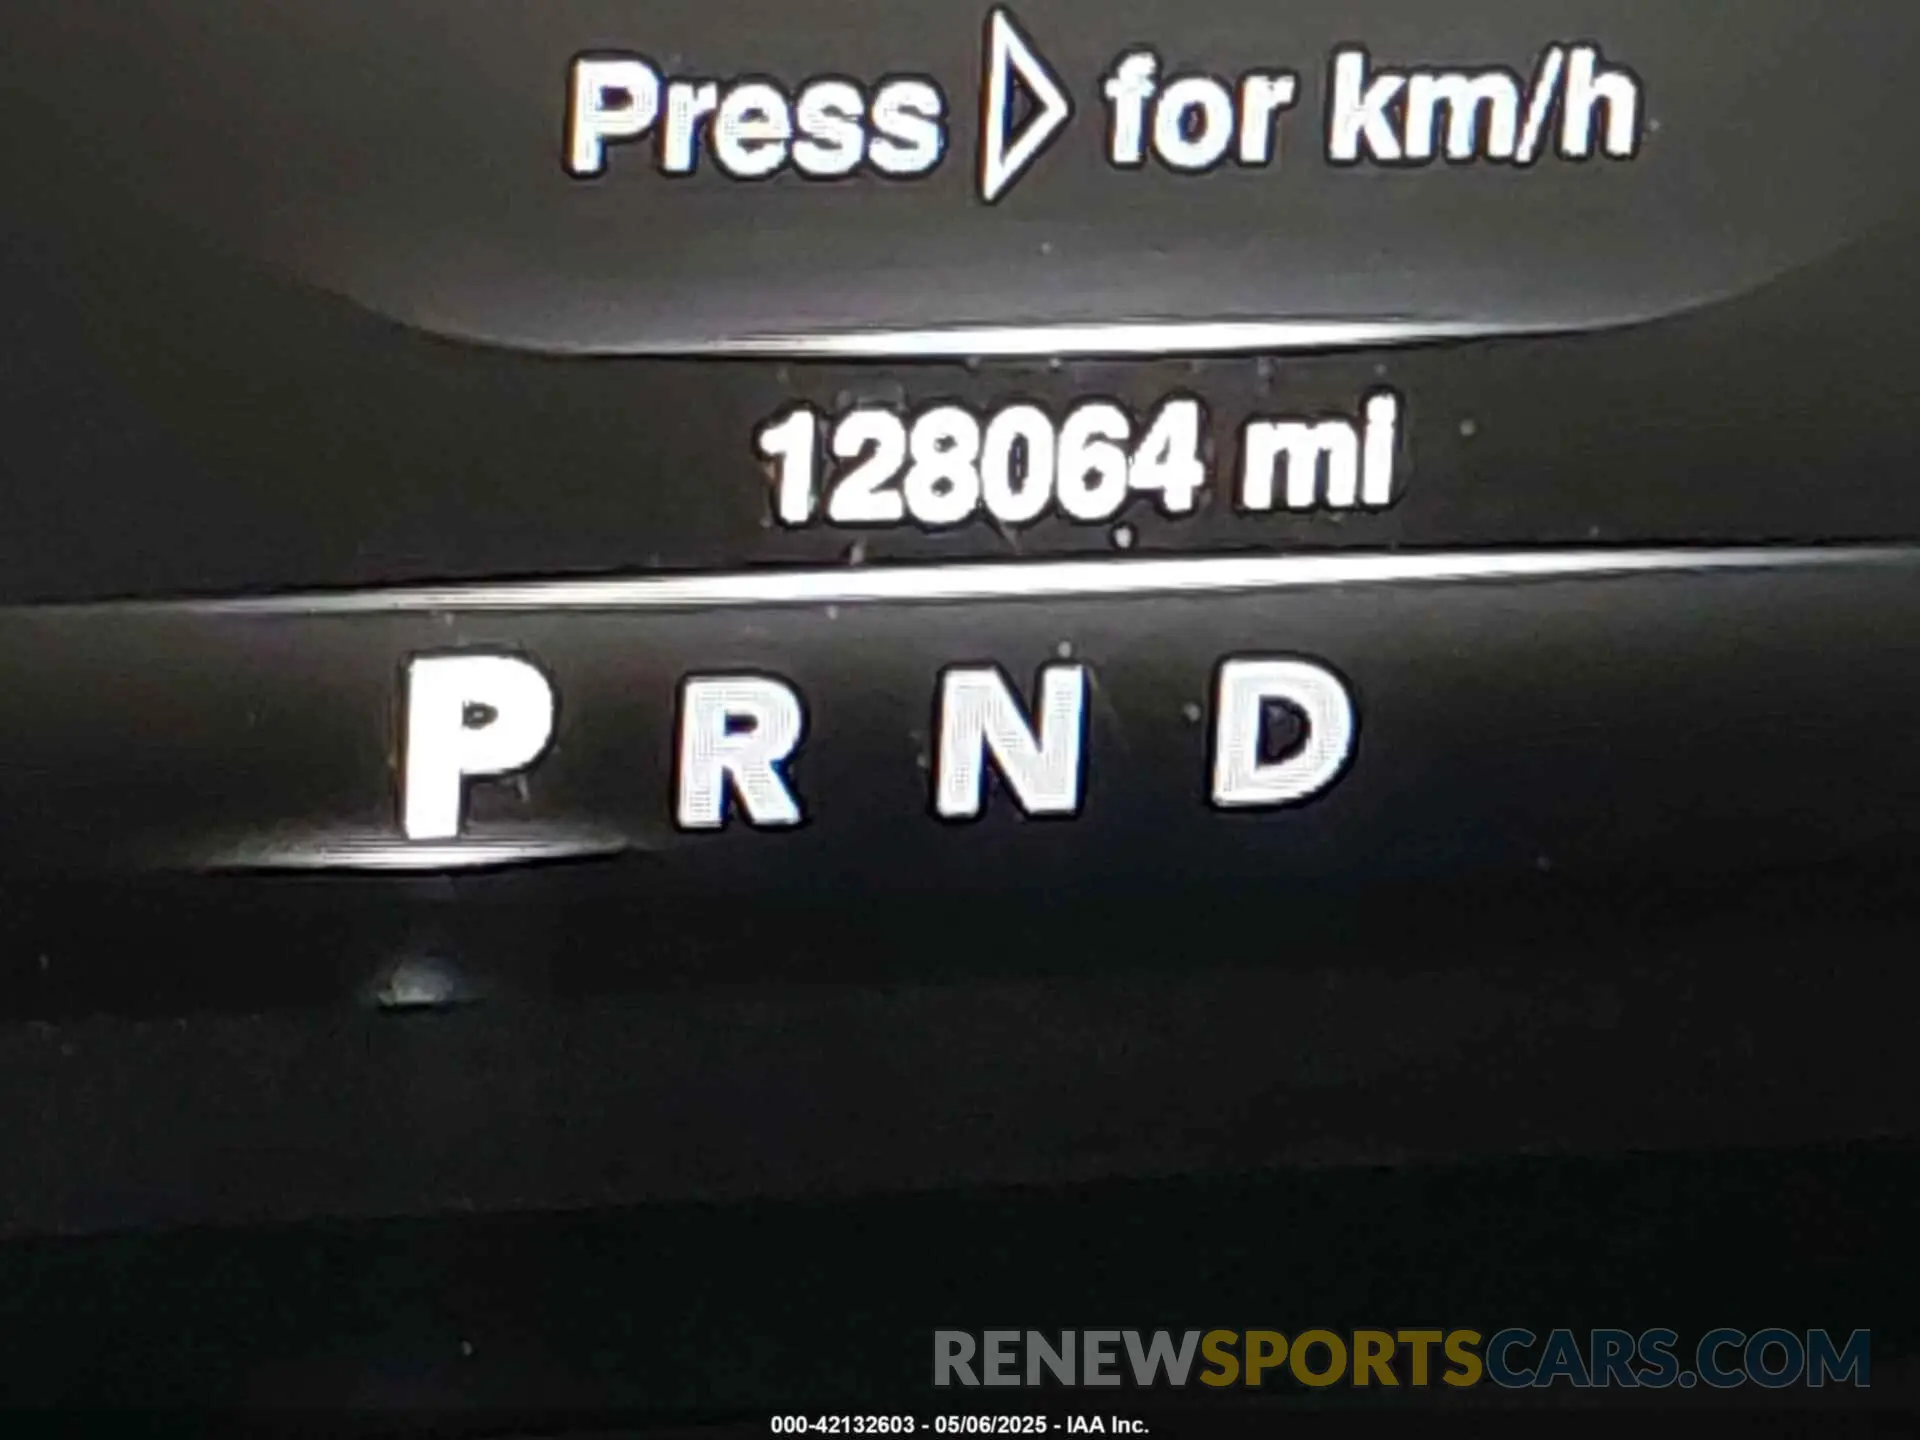 Press ▷ for km/h
128064 mi
P R N D
RENEWSPORTSCARS.COM
000-42132603 - 05/06/2025 - IAA Inc.